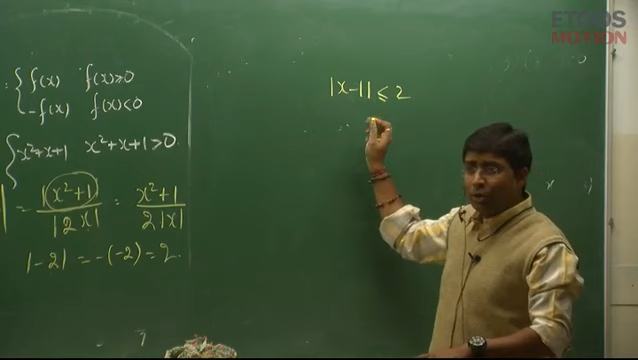 ETOOS
MOTION
: { f(x) f(x)≥0
-f(x) f(x)<0
{ x²+x+1 x²+x+1>0
| = |x²+1| / |2x| = x²+1 / 2|x|
|-2| = -(-2) = 2
|x-1| ≤ 2